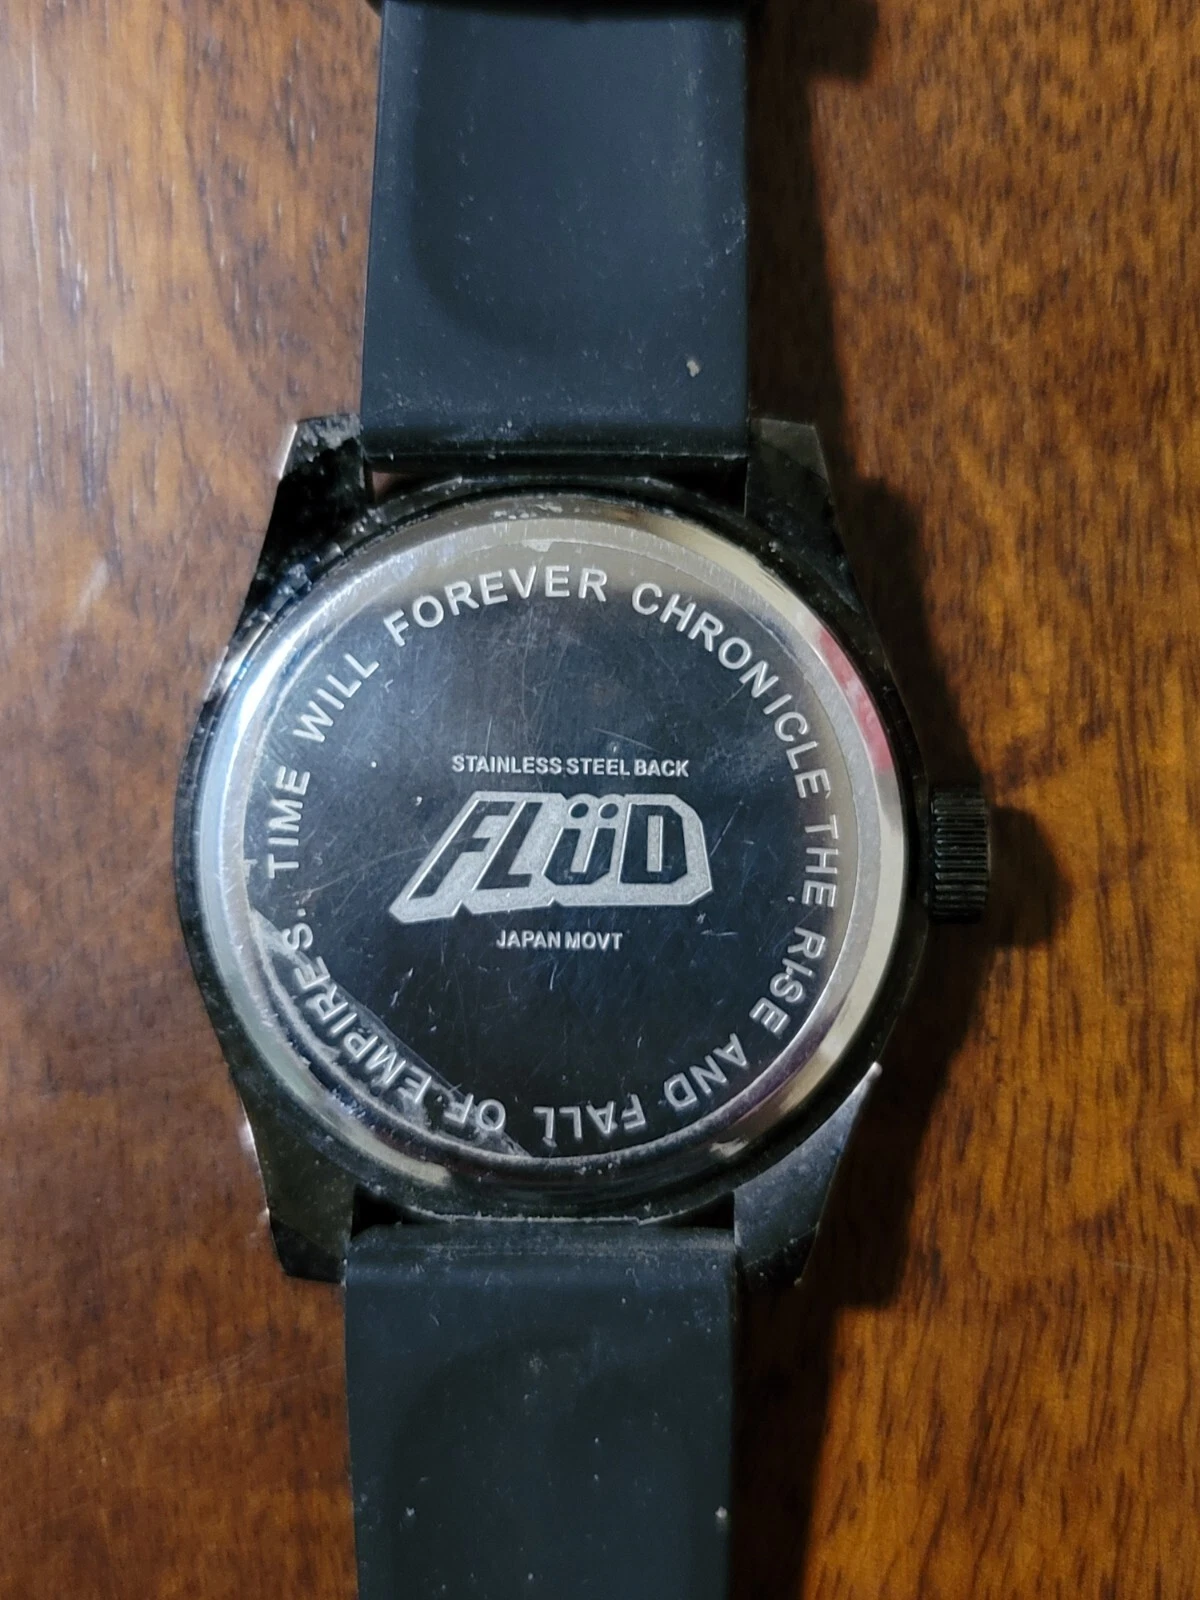 TIME WILL FOREVER CHRONICLE THE RISE AND FALL OF EMPIRES.
STAINLESS STEEL BACK
FLüD
JAPAN MOVT